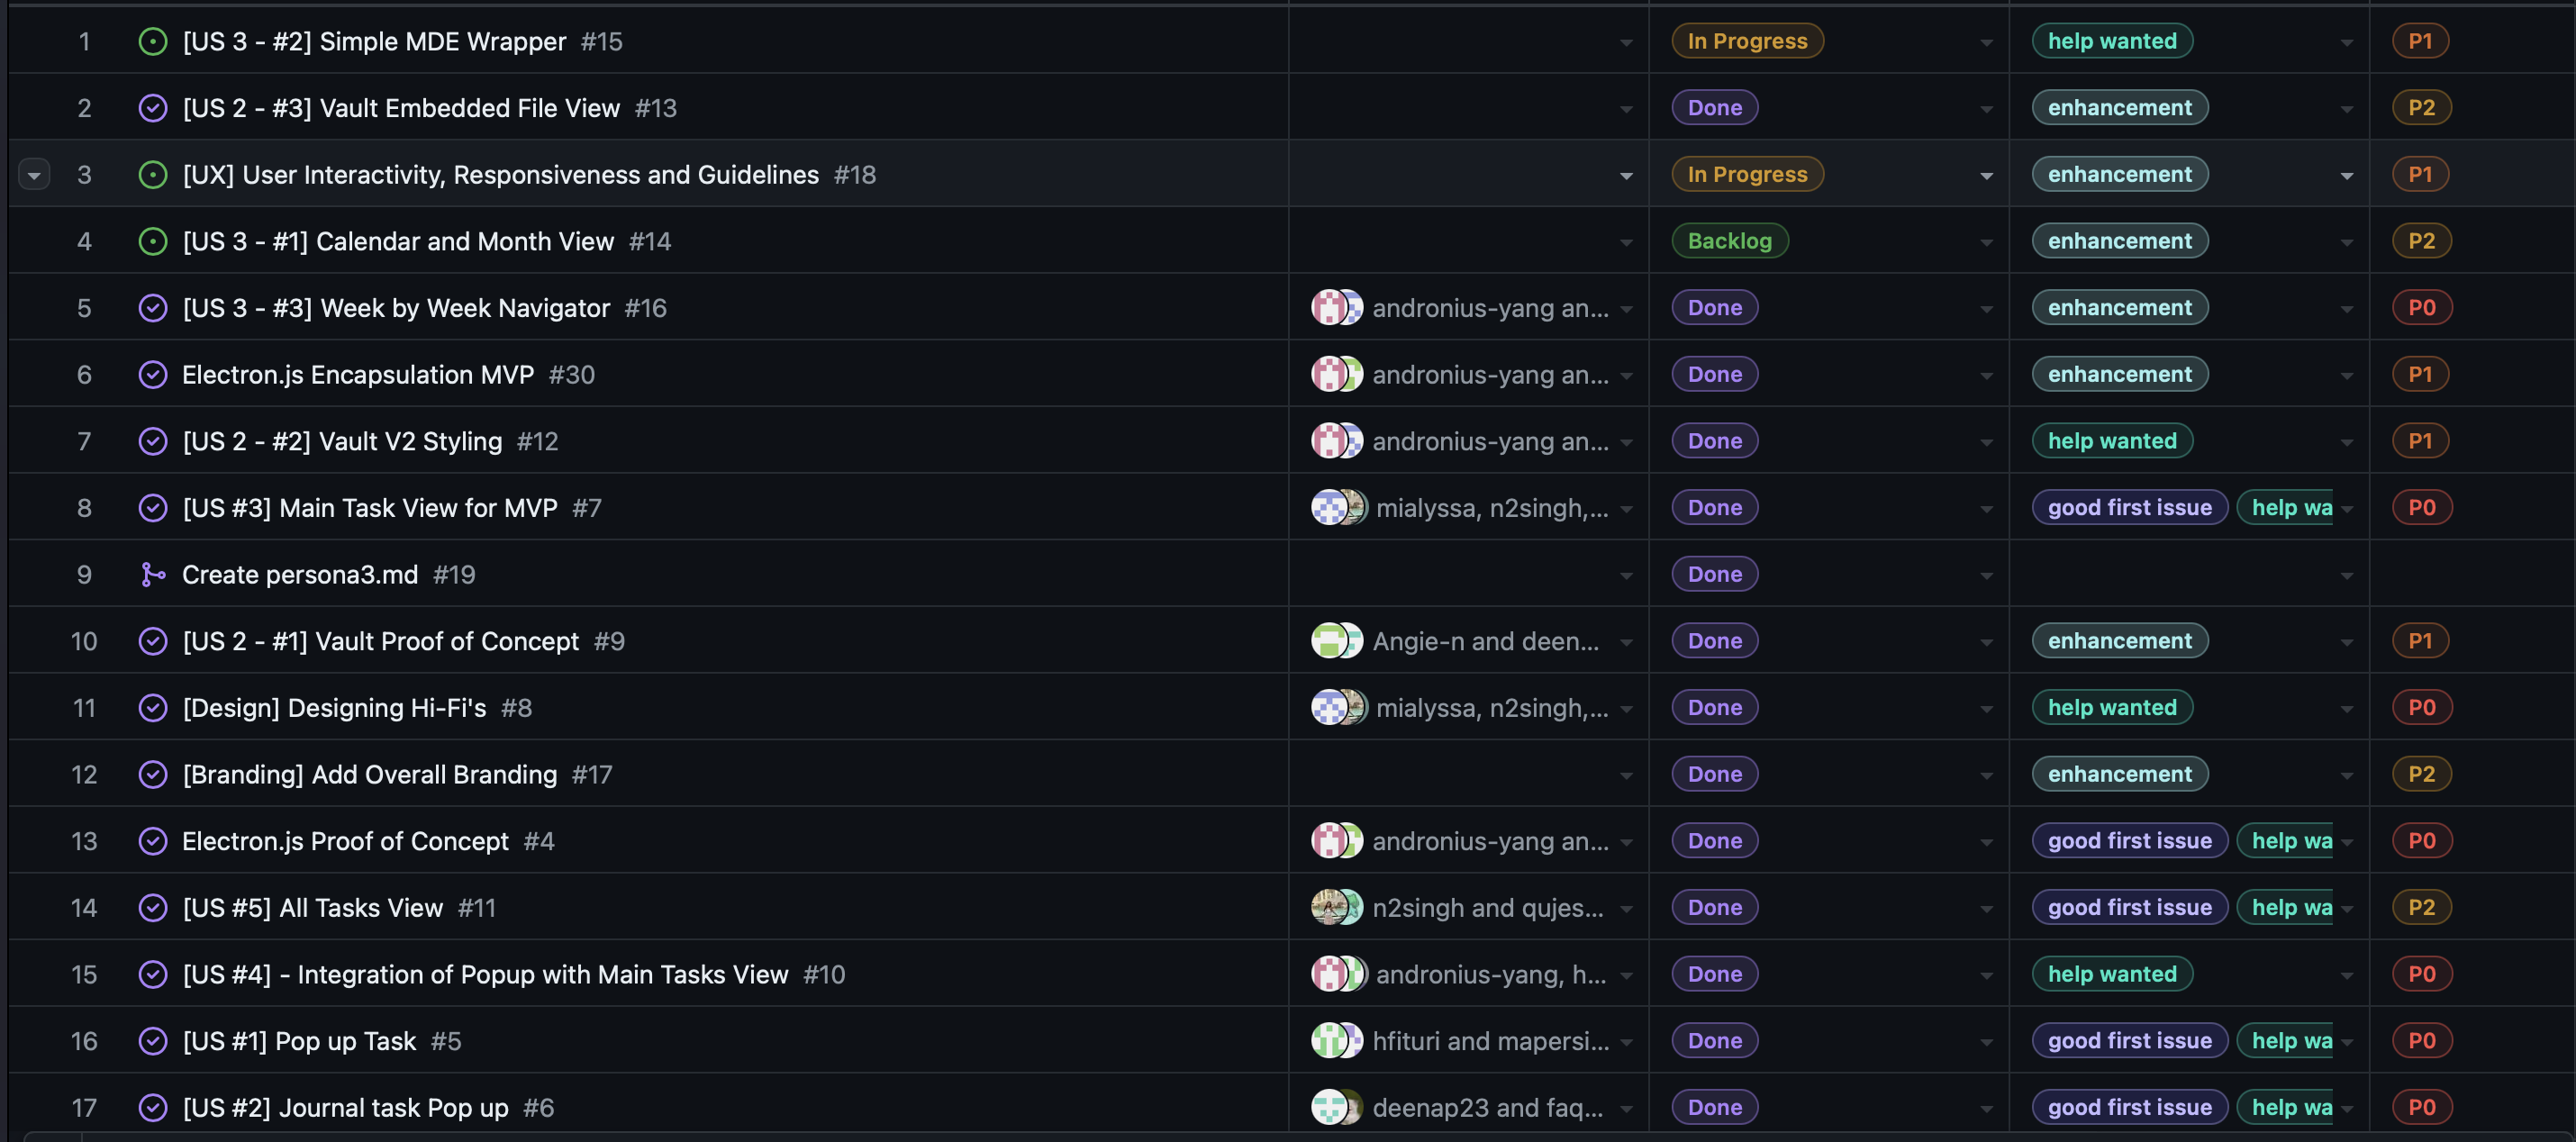 1 [US 3 - #2] Simple MDE Wrapper #15 In Progress help wanted P1
2 [US 2 - #3] Vault Embedded File View #13 Done enhancement P2
3 [UX] User Interactivity, Responsiveness and Guidelines #18 In Progress enhancement P1
4 [US 3 - #1] Calendar and Month View #14 Backlog enhancement P2
5 [US 3 - #3] Week by Week Navigator #16 andronius-yang an... Done enhancement P0
6 Electron.js Encapsulation MVP #30 andronius-yang an... Done enhancement P1
7 [US 2 - #2] Vault V2 Styling #12 andronius-yang an... Done help wanted P1
8 [US #3] Main Task View for MVP #7 mialyssa, n2singh,... Done good first issue help wa P0
9 Create persona3.md #19 Done
10 [US 2 - #1] Vault Proof of Concept #9 Angie-n and deen... Done enhancement P1
11 [Design] Designing Hi-Fi's #8 mialyssa, n2singh,... Done help wanted P0
12 [Branding] Add Overall Branding #17 Done enhancement P2
13 Electron.js Proof of Concept #4 andronius-yang an... Done good first issue help wa P0
14 [US #5] All Tasks View #11 n2singh and qujes... Done good first issue help wa P2
15 [US #4] - Integration of Popup with Main Tasks View #10 andronius-yang, h... Done help wanted P0
16 [US #1] Pop up Task #5 hfituri and mapersi... Done good first issue help wa P0
17 [US #2] Journal task Pop up #6 deenap23 and faq... Done good first issue help wa P0